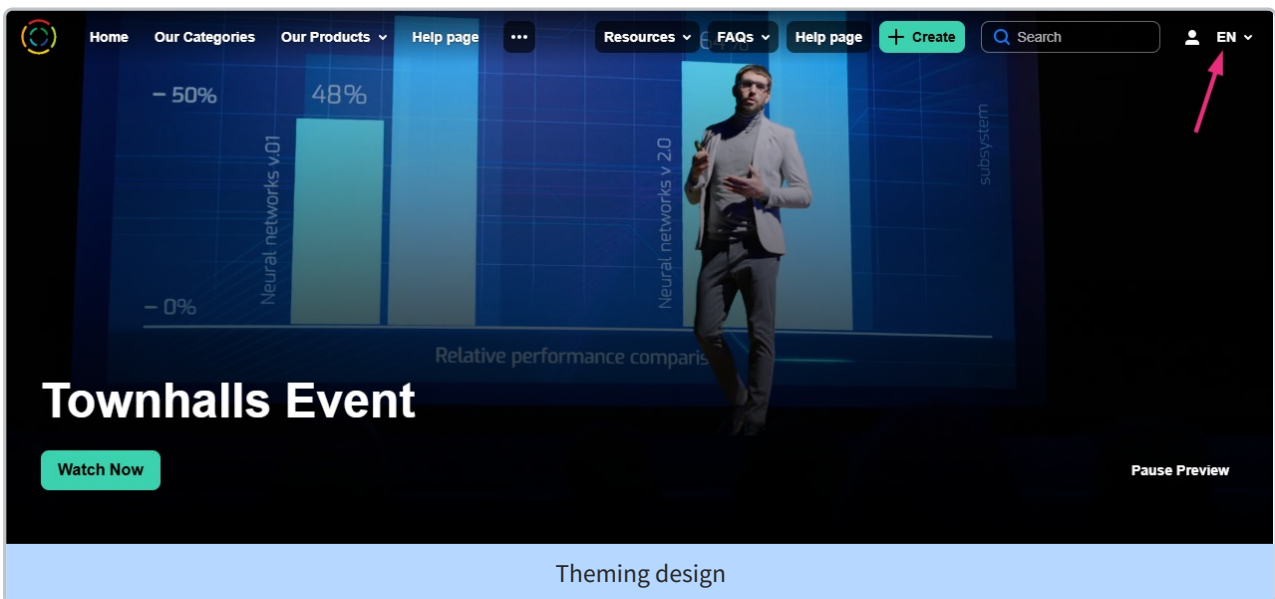 Home Our Categories Our Products Help page ••• Resources FAQs Help page + Create Search EN
64%
– 50%
48%
Neural networks v.01
Neural networks v 2.0
subsystem
– 0%
Relative performance comparis
Townhalls Event
Watch Now
Pause Preview
Theming design